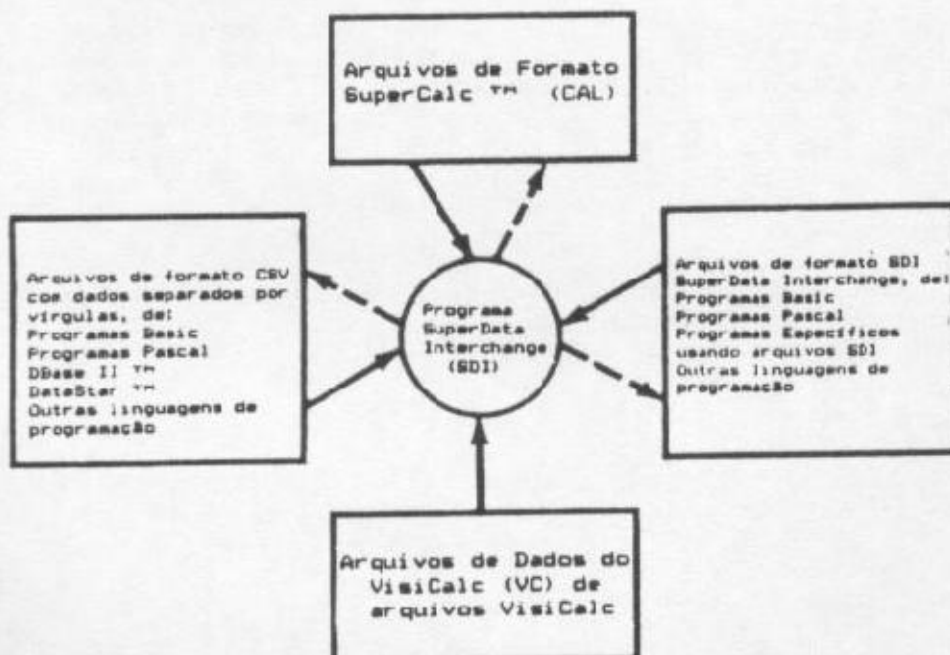 Arquivos de Formato
SuperCalc ™ (CAL)
Arquivos de formato CSV
com dados separados por
vírgulas, de:
Programas Basic
Programas Pascal
DBase II ™
DataStar ™
Outras linguagens de
programação
Programa
SuperData
Interchange
(SDI)
Arquivos de formato SDI
SuperData Interchange, de:
Programas Basic
Programas Pascal
Programas Específicos
usando arquivos SDI
Outras linguagens de
programação
Arquivos de Dados do
VisiCalc (VC) de
arquivos VisiCalc